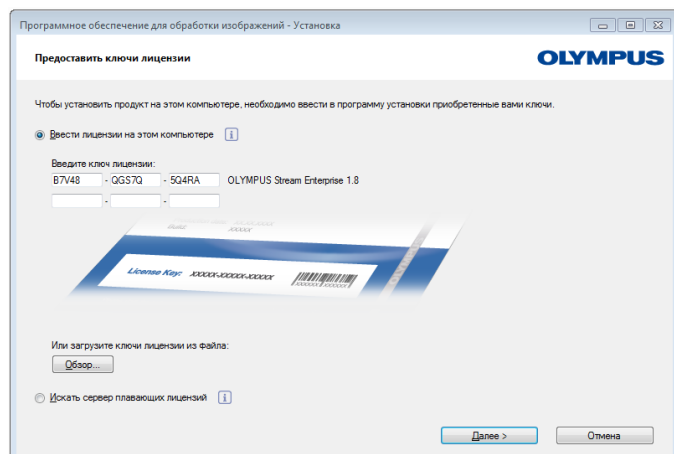 Программное обеспечение для обработки изображений - Установка
Предоставить ключи лицензии
OLYMPUS
Чтобы установить продукт на этом компьютере, необходимо ввести в программу установки приобретенные вами ключи.
Ввести лицензии на этом компьютере
Введите ключ лицензии:
B7V48 - QGS7Q - 5Q4RA OLYMPUS Stream Enterprise 1.8
- -
XXXXX
License Key: XXXXX-XXXXX-XXXXX
XXXXXX XXXXXX
Или загрузите ключи лицензии из файла:
Обзор...
Искать сервер плавающих лицензий
Далее >
Отмена